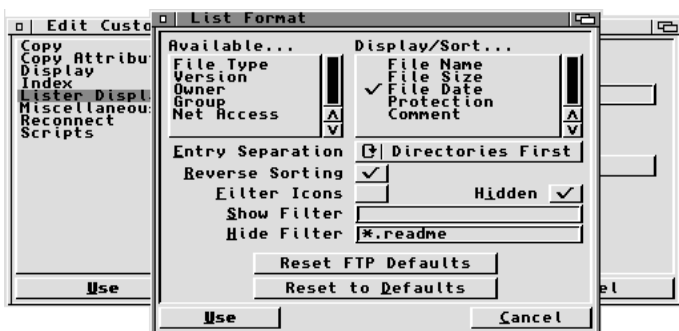 Edit Custo
List Format
Copy
Copy Attribu
Display
Index
Lister Displ
Miscellaneou
Reconnect
Scripts
Use
Available...
File Type
Version
Owner
Group
Net Access
Display/Sort...
File Name
File Size
File Date
Protection
Comment
Entry Separation
Directories First
Reverse Sorting
Filter Icons
Hidden
Show Filter
Hide Filter
*.readme
Reset FTP Defaults
Reset to Defaults
Use
Cancel
el